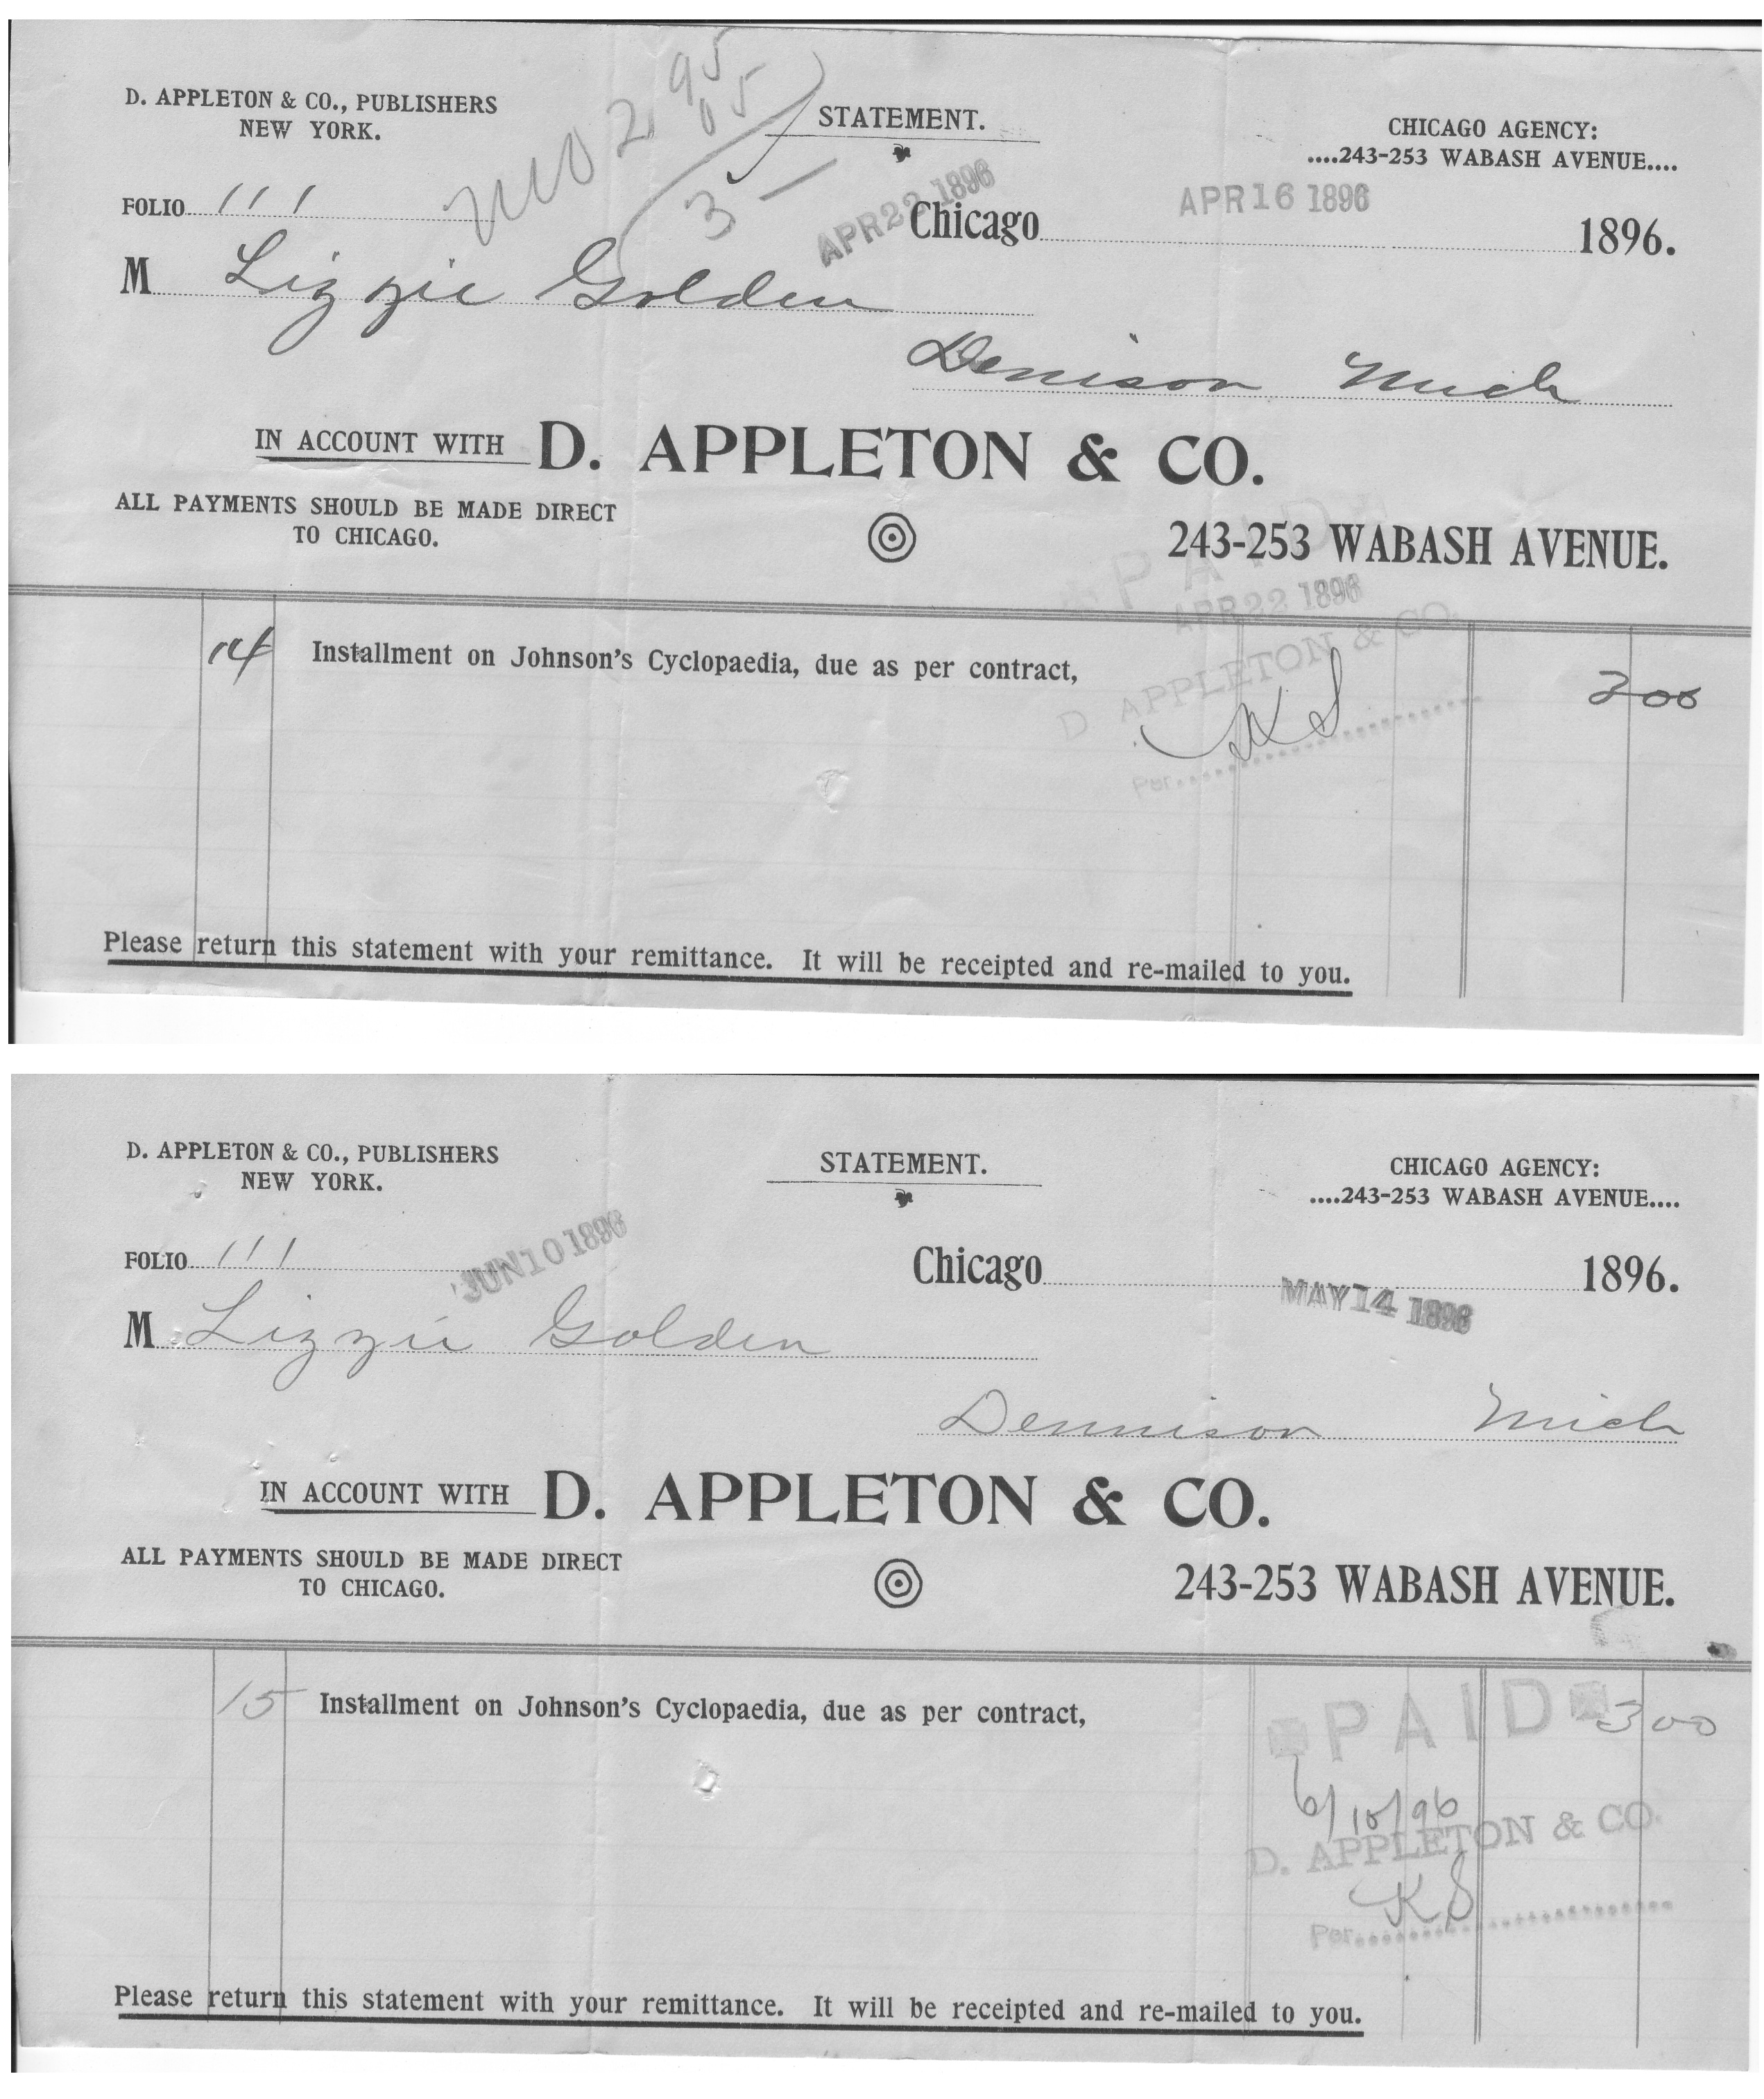 D. APPLETON & CO., PUBLISHERS
NEW YORK.
STATEMENT.
CHICAGO AGENCY:
....243-253 WABASH AVENUE....
MO 2 95
05
3 —
FOLIO 111
APR 22 1896
Chicago APR 16 1896 1896.
M Lizzie Golden
Denison Mich
IN ACCOUNT WITH D. APPLETON & CO.
ALL PAYMENTS SHOULD BE MADE DIRECT
TO CHICAGO.
243-253 WABASH AVENUE.
PAID
APR 22 1896
D. APPLETON & CO.
14 Installment on Johnson's Cyclopaedia, due as per contract, 3 00
KS
Per
Please return this statement with your remittance. It will be receipted and re-mailed to you.
D. APPLETON & CO., PUBLISHERS
NEW YORK.
STATEMENT.
CHICAGO AGENCY:
....243-253 WABASH AVENUE....
FOLIO 111
JUN 10 1896
Chicago MAY 14 1896 1896.
M Lizzie Golden
Dennison Mich
IN ACCOUNT WITH D. APPLETON & CO.
ALL PAYMENTS SHOULD BE MADE DIRECT
TO CHICAGO.
243-253 WABASH AVENUE.
15 Installment on Johnson's Cyclopaedia, due as per contract, 3 00
PAID
6/10/96
D. APPLETON & CO.
KS
Per
Please return this statement with your remittance. It will be receipted and re-mailed to you.